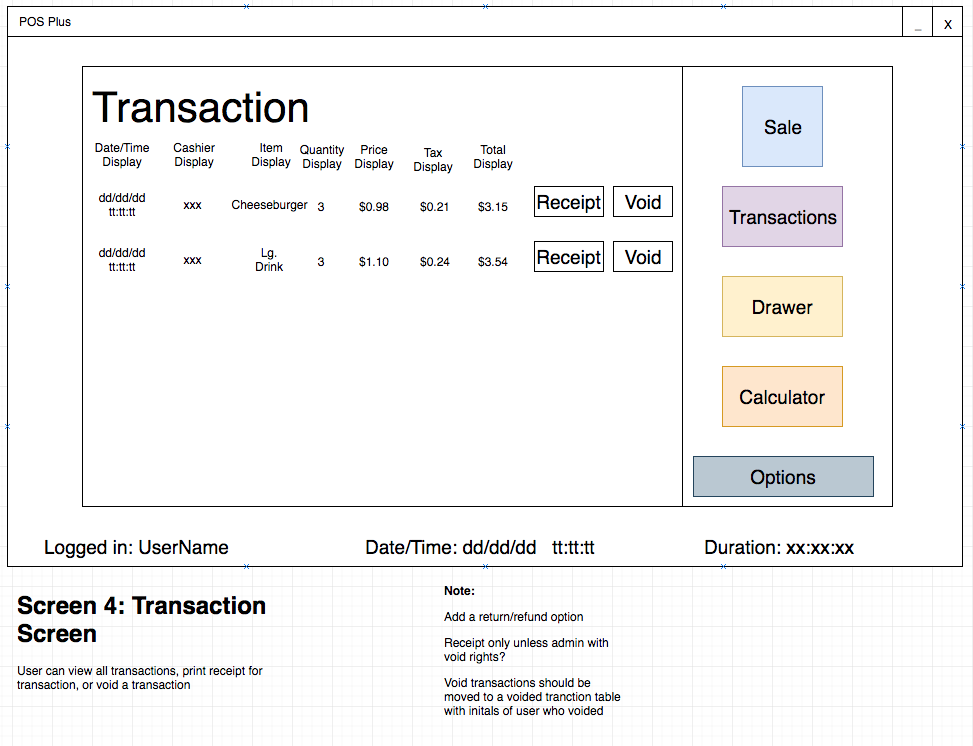 POS Plus
_ X
Transaction
Date/Time Display
Cashier Display
Item Display
Quantity Display
Price Display
Tax Display
Total Display
dd/dd/dd tt:tt:tt
xxx
Cheeseburger
3
$0.98
$0.21
$3.15
Receipt
Void
dd/dd/dd tt:tt:tt
xxx
Lg. Drink
3
$1.10
$0.24
$3.54
Receipt
Void
Sale
Transactions
Drawer
Calculator
Options
Logged in: UserName
Date/Time: dd/dd/dd tt:tt:tt
Duration: xx:xx:xx
Screen 4: Transaction
Screen
User can view all transactions, print receipt for
transaction, or void a transaction
Note:
Add a return/refund option
Receipt only unless admin with
void rights?
Void transactions should be
moved to a voided tranction table
with initals of user who voided